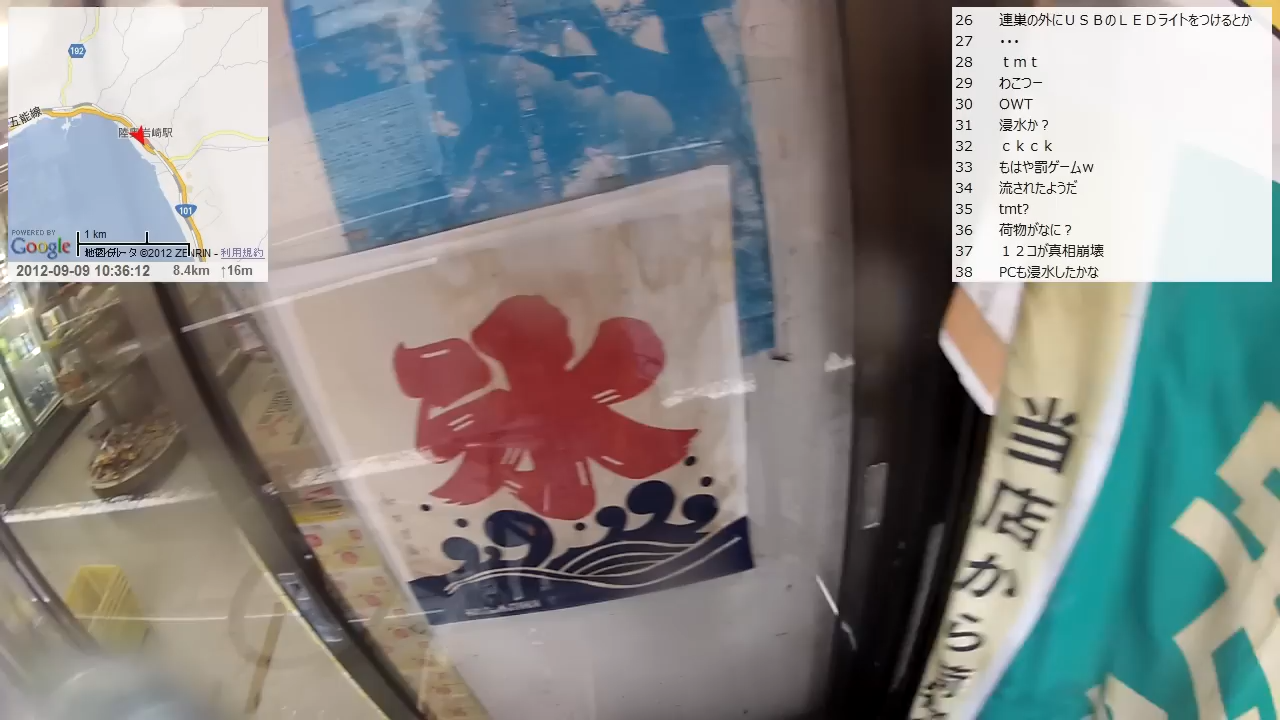 192
五能線
陸奥岩崎駅
101
POWERED BY
Google
1 km
地図データ ©2012 ZENRIN - 利用規約
2012-09-09 10:36:12 8.4km ↑16m
26 連巣の外にＵＳＢのＬＥＤライトをつけるとか
27 ・・・
28 ｔｍｔ
29 わこつー
30 OWT
31 浸水か？
32 ｃｋｃｋ
33 もはや罰ゲームｗ
34 流されたようだ
35 tmt?
36 荷物がなに？
37 １２コが真相崩壊
38 PCも浸水したかな
氷
当店から